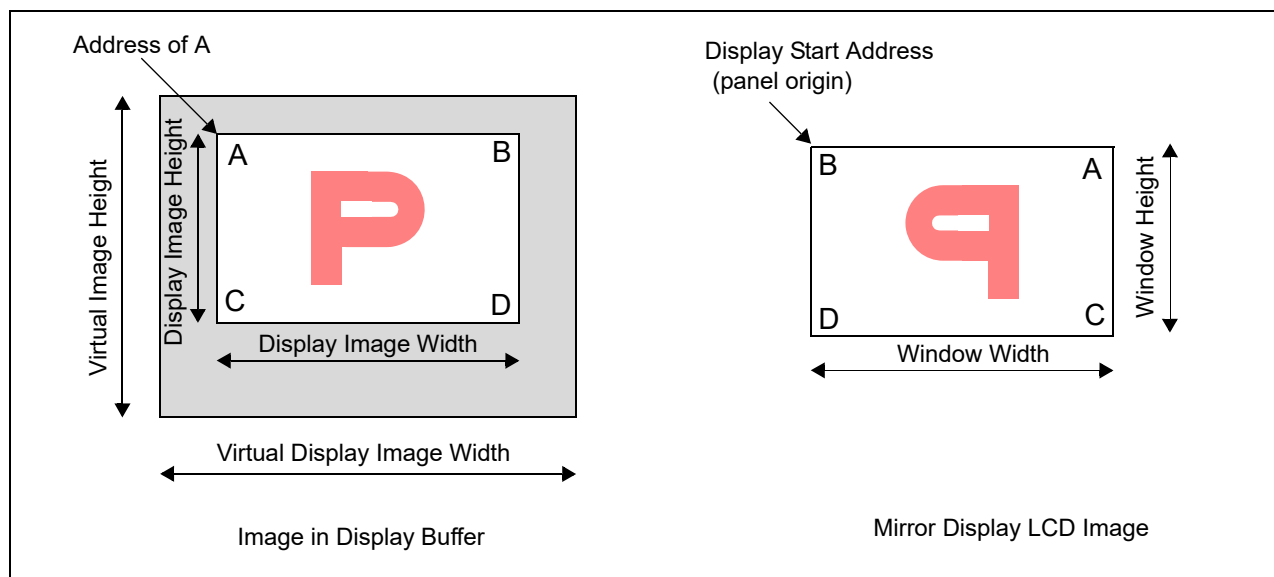 Address of A
Virtual Image Height
Display Image Height
A
B
P
C
D
Display Image Width
Virtual Display Image Width
Image in Display Buffer
Display Start Address
(panel origin)
B
A
P
D
C
Window Height
Window Width
Mirror Display LCD Image